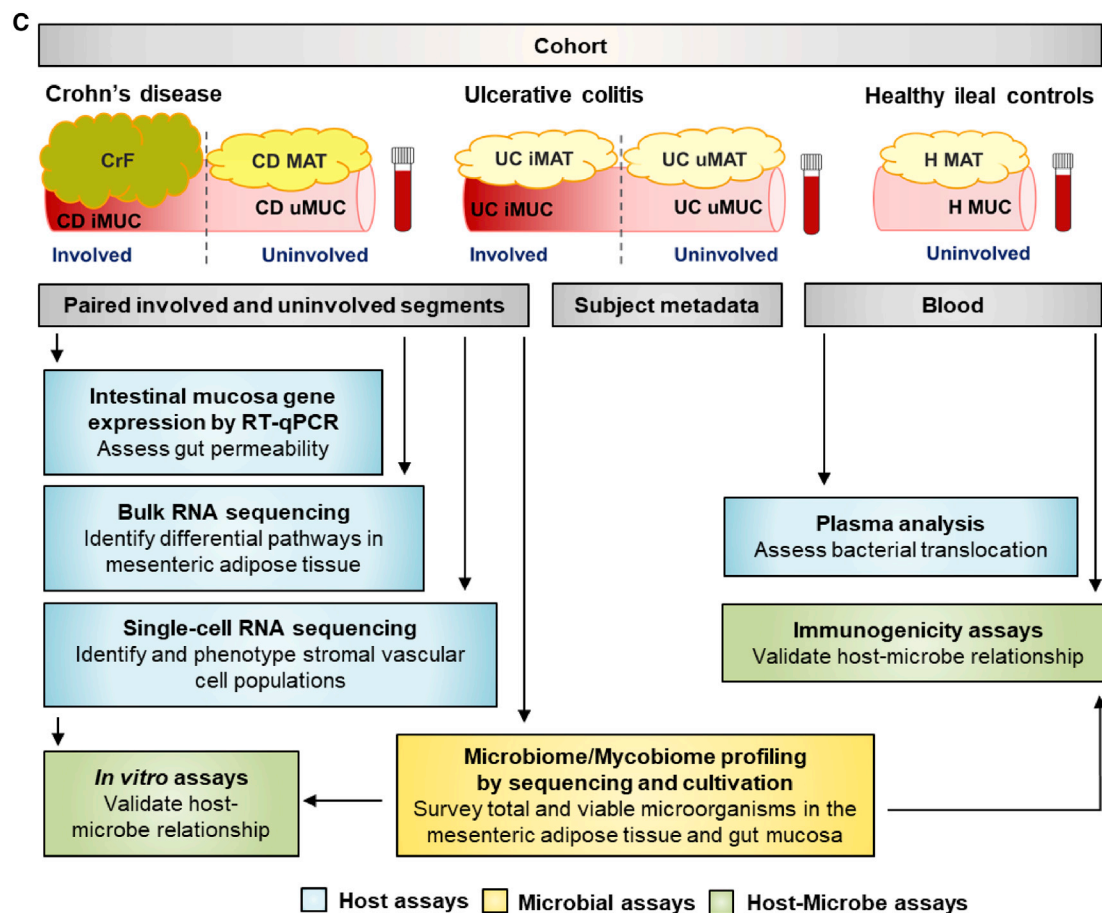 C
Cohort
Crohn's disease
Ulcerative colitis
Healthy ileal controls
CrF
CD MAT
CD iMUC
CD uMUC
UC iMAT
UC uMAT
UC iMUC
UC uMUC
H MAT
H MUC
Involved
Uninvolved
Involved
Uninvolved
Uninvolved
Paired involved and uninvolved segments
Subject metadata
Blood
Intestinal mucosa gene
expression by RT-qPCR
Assess gut permeability
Bulk RNA sequencing
Identify differential pathways in
mesenteric adipose tissue
Single-cell RNA sequencing
Identify and phenotype stromal vascular
cell populations
Plasma analysis
Assess bacterial translocation
Immunogenicity assays
Validate host-microbe relationship
In vitro assays
Validate host-
microbe relationship
Microbiome/Mycobiome profiling
by sequencing and cultivation
Survey total and viable microorganisms in the
mesenteric adipose tissue and gut mucosa
Host assays
Microbial assays
Host-Microbe assays